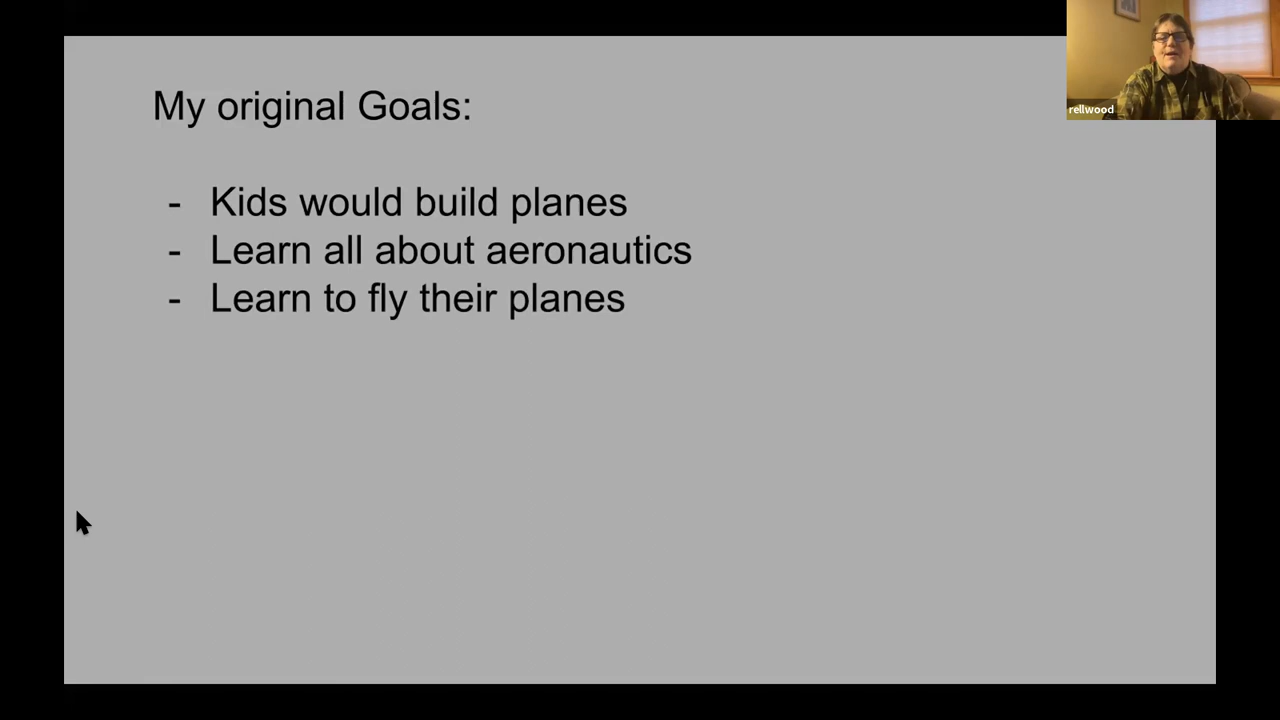 My original Goals:
- Kids would build planes
- Learn all about aeronautics
- Learn to fly their planes
rellwood